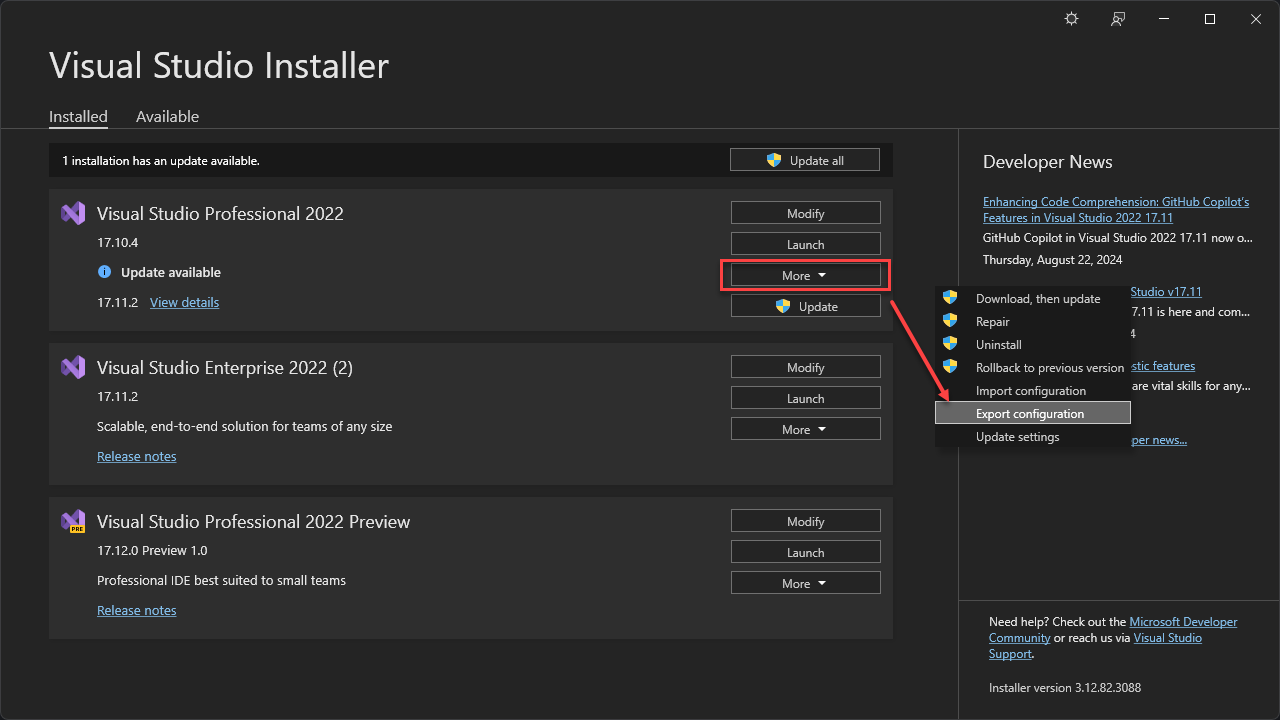 Visual Studio Installer
Installed
Available
1 installation has an update available.
Update all
Visual Studio Professional 2022
17.10.4
Update available
17.11.2 View details
Modify
Launch
More
Update
Download, then update
Repair
Uninstall
Rollback to previous version
Import configuration
Export configuration
Update settings
Visual Studio Enterprise 2022 (2)
17.11.2
Scalable, end-to-end solution for teams of any size
Release notes
Modify
Launch
More
PRE
Visual Studio Professional 2022 Preview
17.12.0 Preview 1.0
Professional IDE best suited to small teams
Release notes
Modify
Launch
More
Developer News
Enhancing Code Comprehension: GitHub Copilot's
Features in Visual Studio 2022 17.11
GitHub Copilot in Visual Studio 2022 17.11 now o...
Thursday, August 22, 2024
Studio v17.11
7.11 is here and com...
4
stic features
are vital skills for any...
per news...
Need help? Check out the Microsoft Developer
Community or reach us via Visual Studio
Support.
Installer version 3.12.82.3088